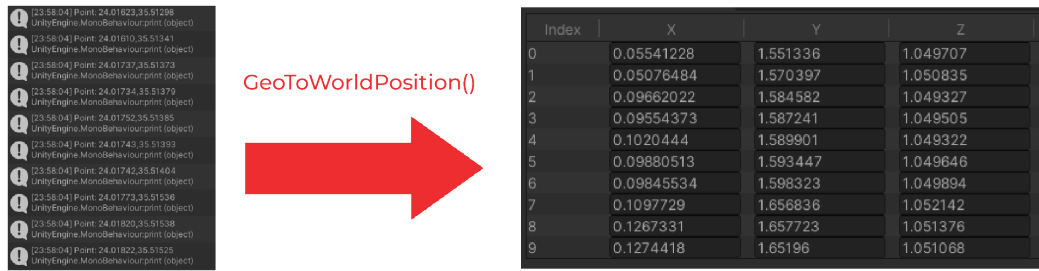 [23:58:04] Point: 24.01623,35.51298
UnityEngine.MonoBehaviour:print (object)
[23:58:04] Point: 24.01610,35.51341
UnityEngine.MonoBehaviour:print (object)
[23:58:04] Point: 24.01737,35.51373
UnityEngine.MonoBehaviour:print (object)
[23:58:04] Point: 24.01734,35.51379
UnityEngine.MonoBehaviour:print (object)
[23:58:04] Point: 24.01752,35.51385
UnityEngine.MonoBehaviour:print (object)
[23:58:04] Point: 24.01743,35.51393
UnityEngine.MonoBehaviour:print (object)
[23:58:04] Point: 24.01742,35.51404
UnityEngine.MonoBehaviour:print (object)
[23:58:04] Point: 24.01773,35.51536
UnityEngine.MonoBehaviour:print (object)
[23:58:04] Point: 24.01820,35.51538
UnityEngine.MonoBehaviour:print (object)
[23:58:04] Point: 24.01822,35.51525
UnityEngine.MonoBehaviour:print (object)
GeoToWorldPosition()
Index X Y Z
0 0.05541228 1.551336 1.049707
1 0.05076484 1.570397 1.050835
2 0.09662022 1.584582 1.049327
3 0.09554373 1.587241 1.049505
4 0.1020444 1.589901 1.049322
5 0.09880513 1.593447 1.049646
6 0.09845534 1.598323 1.049894
7 0.1097729 1.656836 1.052142
8 0.1267331 1.657723 1.051376
9 0.1274418 1.65196 1.051068